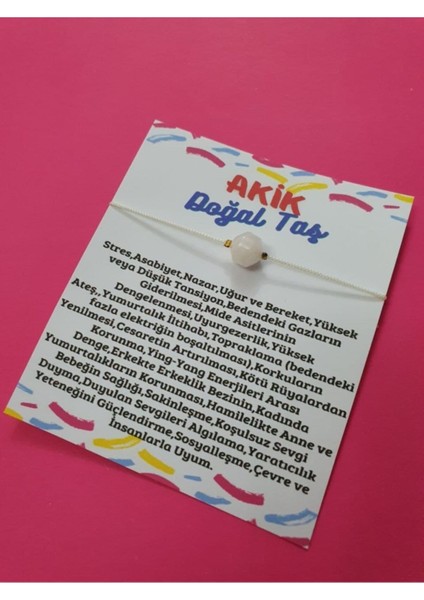 AKİK
Doğal Taş
Stres,Asabiyet,Nazar,Uğur ve Bereket,Yüksek
veya Düşük Tansiyon,Bedendeki Gazların
Giderilmesi,Mide Asitlerinin
Dengelenmesi,Uyurgezerlik,Yüksek
Ateş,,Yumurtalık İltihabı,Topraklama (bedendeki
fazla elektriğin boşatılması),Korkuların
Yenilmesi,Cesaretin Artırılması,Kötü Rüyalardan
Korunma,Ying-Yang Enerjileri Arası
Denge,Erkekte Erkeklik Bezinin,Kadında
Yumurtalıkların Korunması,Hamilelikte Anne ve
Bebeğin Sağlığı,Sakinleşme,Koşulsuz Sevgi
Duyma,Duyulan Sevgileri Algılama,Yaratıcılık
Yeteneğini Güçlendirme,Sosyalleşme,Çevre ve
İnsanlarla Uyum.